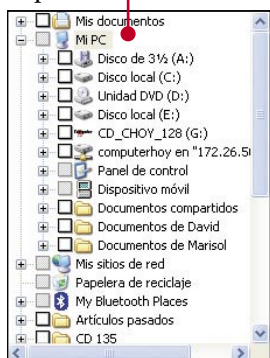 Mis documentos
Mi PC
Disco de 3½ (A:)
Disco local (C:)
Unidad DVD (D:)
Disco local (E:)
CD_CHOY_128 (G:)
computerhoy en "172.26.5
Panel de control
Dispositivo móvil
Documentos compartidos
Documentos de David
Documentos de Marisol
Mis sitios de red
Papelera de reciclaje
My Bluetooth Places
Artículos pasados
CD 135